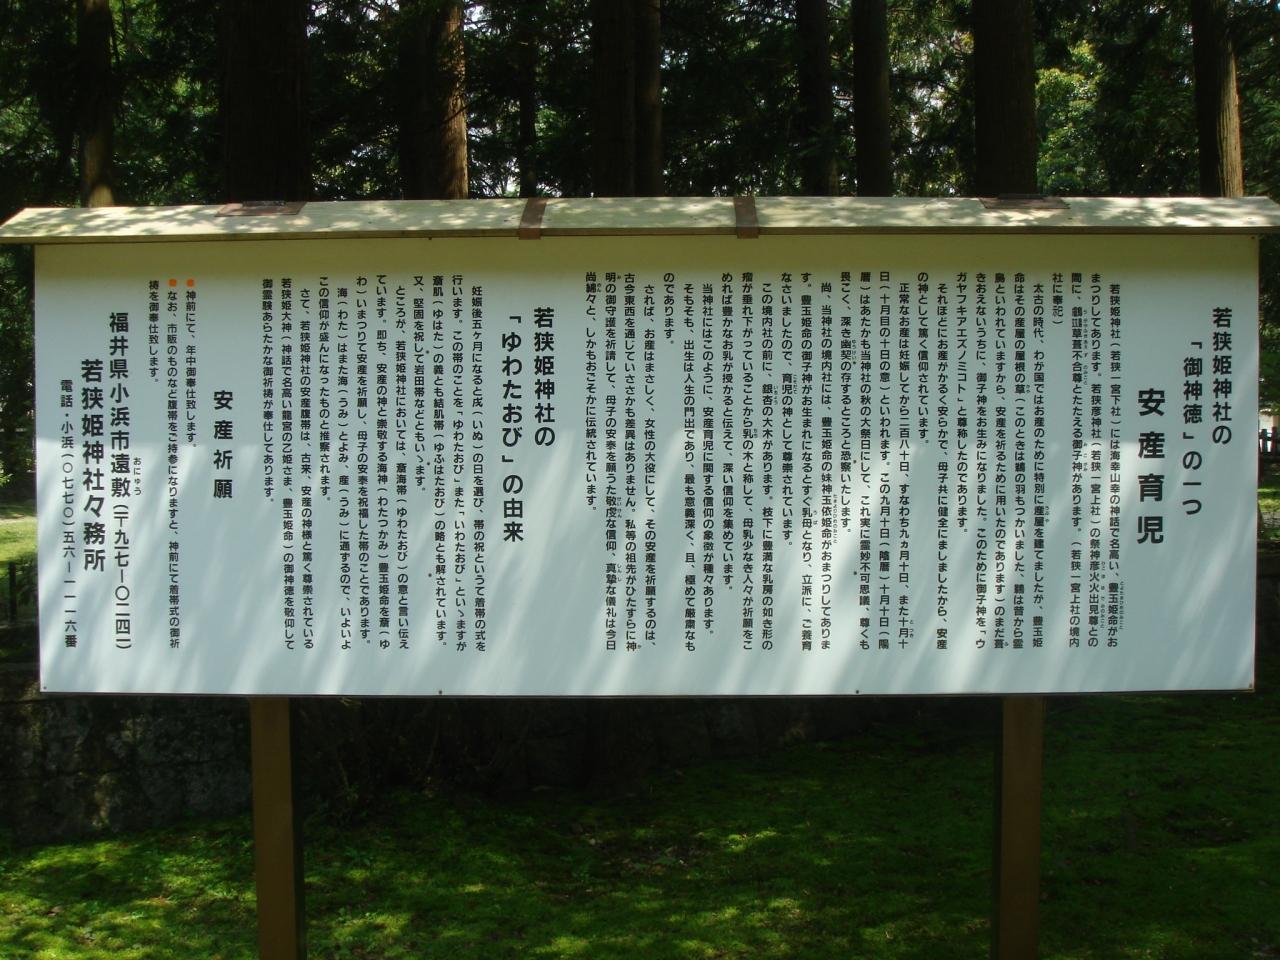 若狭姫神社の
「御神徳」の一つ
安産育児
若狭姫神社(若狭一宮下社)には海幸山幸の神話で名高い、豊玉姫命がお
まつりしてあります。若狭彦神社(若狭一宮上社)の祭神彦火火出見尊との
間に、鸕鷀草葺不合尊とたたえる御子神があります。(若狭一宮上社の境内
社に奉祀)
太古の時代、わが国ではお産のために特別に産屋を建てましたが、豊玉姫
命はその産屋の屋根の草(このときは鵜の羽もつかいました、鵜は昔から霊
鳥といわれていますから、安産を祈るために用いたのであります)のまだ葺
きおえないうちに、御子神をお生みになりました。このために御子神を「ウ
ガヤフキアエズノミコト」と尊称したのであります。
それほどにお産がかるく安らかで、母子共に健全にましましたから、安産
の神として篤く信仰されています。
正常なお産は妊娠してから二百八十日、すなわち九ヵ月十日、また十月十
日(十月目の十日の意)といわれます。この九月十日(陰暦)十月十日(陽
暦)はあたかも当神社の秋の大祭日にして、これ実に霊妙不可思議、尊くも
畏こく、深き幽契の存するところと恐察いたします。
尚、当神社の境内社には、豊玉姫命の妹神玉依姫命がおまつりしてありま
す。豊玉姫命の御子神がお生まれになるとすぐ乳母となり、立派に、ご養育
なさいましたので、育児の神として尊崇されています。
この境内社の前に、銀杏の大木があります。枝下に豊満な乳房の如き形の
瘤が垂れ下がっていることから乳の木と称して、母乳少なき人々が祈願をこ
めれば豊かなお乳が授かると伝えて、深い信仰を集めています。
当神社にはこのように、安産育児に関する信仰の象徴が種々あります。
そもそも、出生は人生の門出であり、最も意義深く、且、極めて厳粛なも
のであります。
されば、お産はまさしく、女性の大役にして、その安産を祈願するのは、
古今東西を通していささかも差異はありません。私等の祖先がひたすらに神
明の御守護を祈請して、母子の安泰を願うた敬虔な信仰、真摯な儀礼は今日
尚綿々と、しかもおごそかに伝統されています。
若狭姫神社の
「ゆわたおび」の由来
妊娠後五ヶ月になると戌(いぬ)の日を選び、帯の祝というて着帯の式を
行います。この帯のことを「ゆわたおび」また「いわたおび」といゝますが
斎肌(ゆはた)の義とも結肌帯(ゆふはたおび)の略とも解されています。
又、堅固を祝いして岩田帯などともいゝます。
ところが、若狭姫神社においては、斎海帯(ゆわたおび)の意と言い伝え
ています。即ち、安産の神と崇敬する海神(わたつかみ)豊玉姫命を斎(ゆ
わ)いまつりて安産を祈願し、母子の安泰を祝福した帯のことであります。
海(わた)はまた海(うみ)とよみ、産(うみ)に通するので、いよいよ
この信仰が盛んになったものと推察されます。
さて、若狭姫神社の安産腹帯は、古来、安産の神様と篤く尊崇されている
若狭姫大神(神話で名高い龍宮の乙姫さま、豊玉姫命)の御神徳を敬仰して
御霊験あらたかな御祈祷が奉仕してあります。
安産祈願
●神前にて、年中御奉仕致します。
●なお、市販のものなど腹帯をご持参になりますと、神前にて着帯式の御祈
祷を御奉仕致します。
福井県小浜市遠敷(〒九一七—〇二四一)
若狭姫神社々務所
電話・小浜(〇七七〇)五六—一一一六番